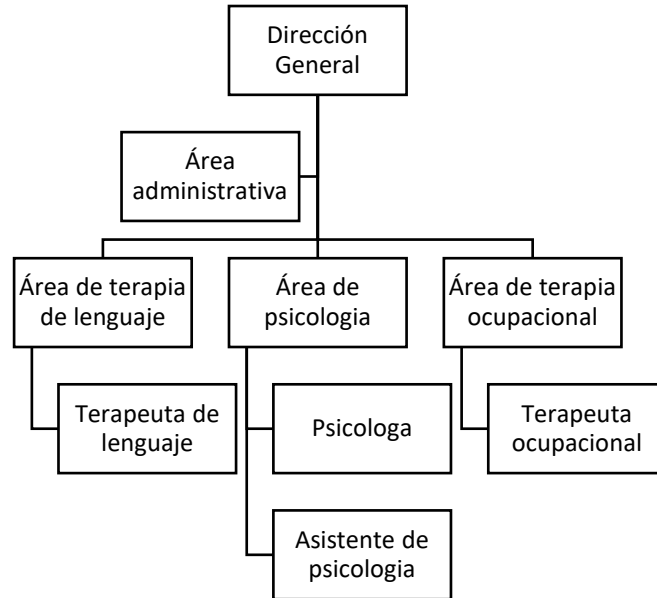 Dirección
General
Área
administrativa
Área de terapia
de lenguaje
Área de
psicologia
Área de terapia
ocupacional
Terapeuta de
lenguaje
Psicologa
Terapeuta
ocupacional
Asistente de
psicologia